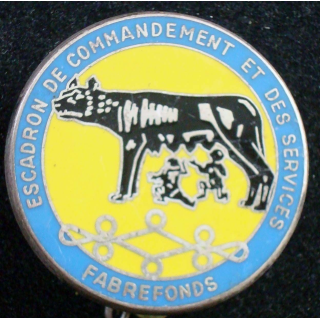 ESCADRON DE COMMANDEMENT ET DES SERVICES
FABREFONDS